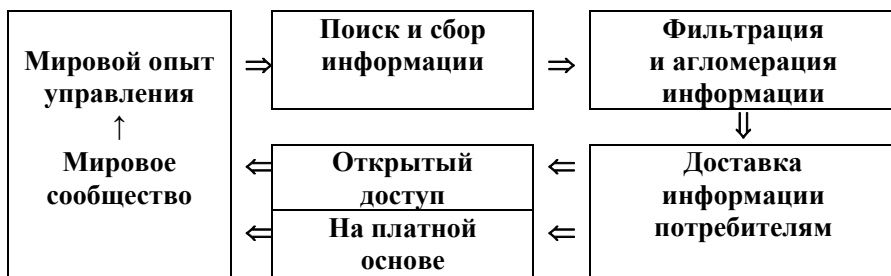 Мировой опыт
управления
↑
Мировое
сообщество
⇒
Поиск и сбор
информации
⇒
Фильтрация
и агломерация
информации
⇓
Доставка
информации
потребителям
⇐
Открытый
доступ
⇐
⇐
На платной
основе
⇐